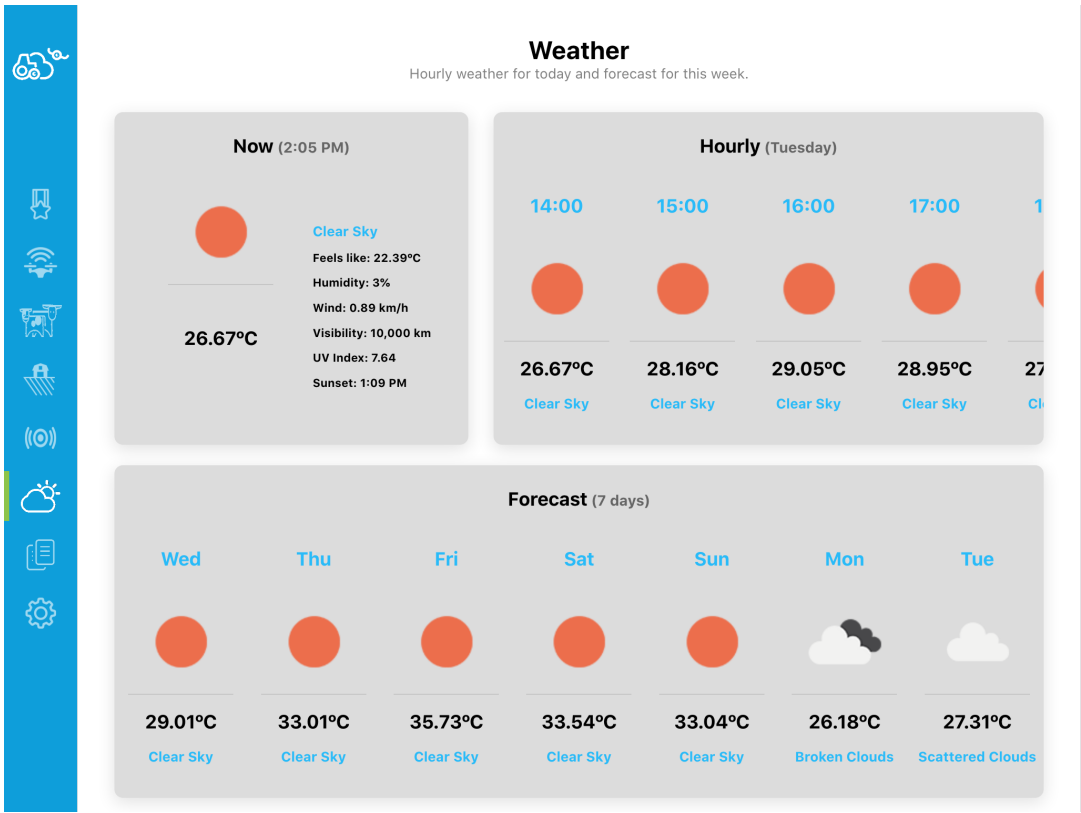 Weather
Hourly weather for today and forecast for this week.
Now (2:05 PM)
Clear Sky
Feels like: 22.39ºC
Humidity: 3%
Wind: 0.89 km/h
Visibility: 10,000 km
UV Index: 7.64
Sunset: 1:09 PM
26.67ºC
Hourly (Tuesday)
14:00 15:00 16:00 17:00 1
26.67ºC 28.16ºC 29.05ºC 28.95ºC 27
Clear Sky Clear Sky Clear Sky Clear Sky Cl
Forecast (7 days)
Wed Thu Fri Sat Sun Mon Tue
29.01ºC 33.01ºC 35.73ºC 33.54ºC 33.04ºC 26.18ºC 27.31ºC
Clear Sky Clear Sky Clear Sky Clear Sky Clear Sky Broken Clouds Scattered Clouds